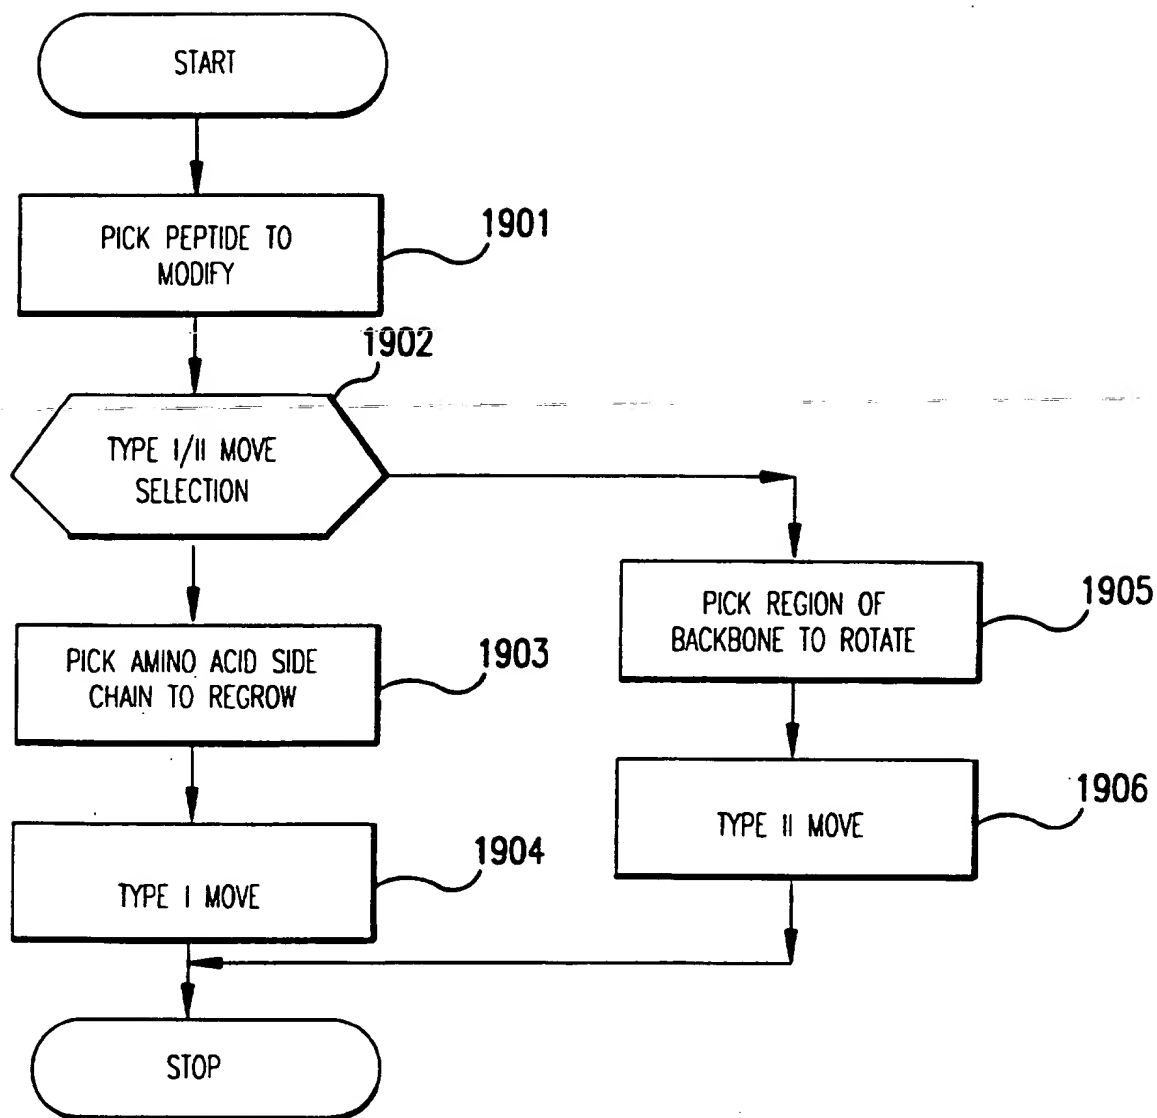 START
PICK PEPTIDE TO
MODIFY
1901
1902
TYPE I/II MOVE
SELECTION
PICK AMINO ACID SIDE
CHAIN TO REGROW
1903
PICK REGION OF
BACKBONE TO ROTATE
1905
TYPE I MOVE
1904
TYPE II MOVE
1906
STOP